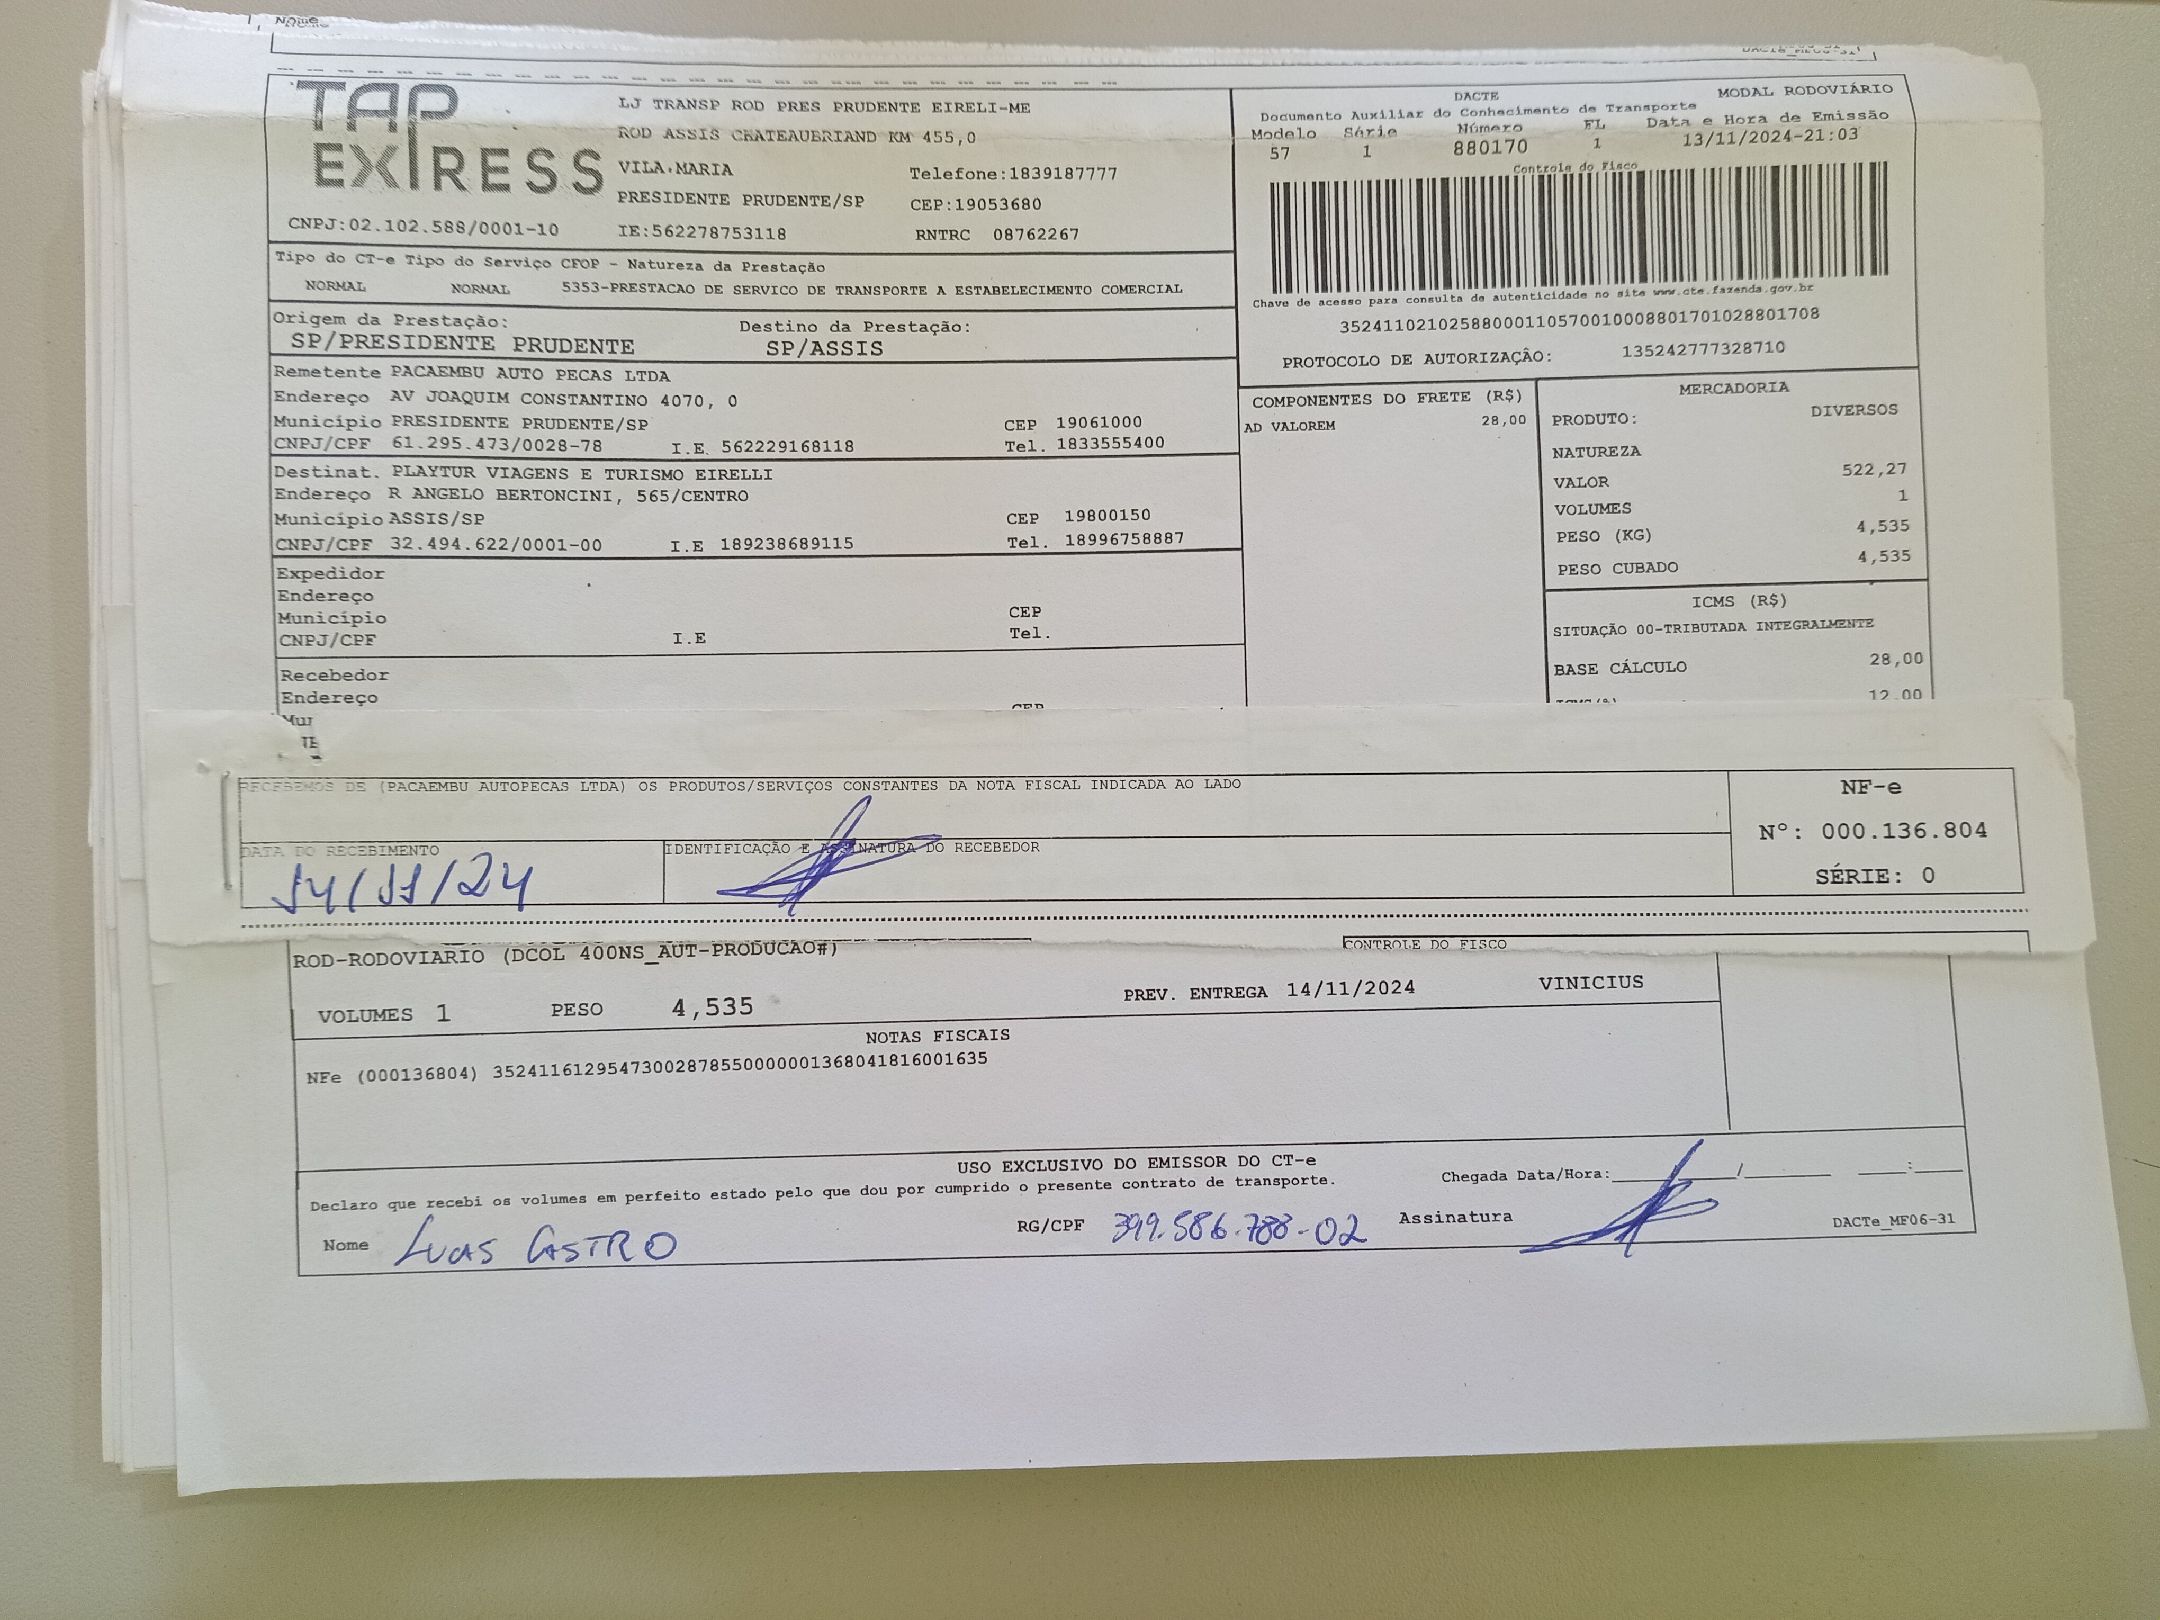 Nome
DACTe_MF06-31
TAP EXPRESS
LJ TRANSP ROD PRES PRUDENTE EIRELI-ME
ROD ASSIS CHATEAUBRIAND KM 455,0
VILA MARIA Telefone:1839187777
PRESIDENTE PRUDENTE/SP CEP:19053680
CNPJ:02.102.588/0001-10 IE:562278753118 RNTRC 08762267
DACTE MODAL RODOVIÁRIO
Documento Auxiliar do Conhecimento de Transporte
Modelo Série Número FL Data e Hora de Emissão
57 1 880170 1 13/11/2024-21:03
Controle do Fisco
Chave de acesso para consulta de autenticidade no site www.cte.fazenda.gov.br
35241102102588000110570010008801701028801708
PROTOCOLO DE AUTORIZAÇÃO: 135242777328710
Tipo do CT-e Tipo do Serviço CFOP - Natureza da Prestação
NORMAL NORMAL 5353-PRESTACAO DE SERVICO DE TRANSPORTE A ESTABELECIMENTO COMERCIAL
Origem da Prestação: Destino da Prestação:
SP/PRESIDENTE PRUDENTE SP/ASSIS
Remetente PACAEMBU AUTO PECAS LTDA
Endereço AV JOAQUIM CONSTANTINO 4070, 0
Município PRESIDENTE PRUDENTE/SP CEP 19061000
CNPJ/CPF 61.295.473/0028-78 I.E. 562229168118 Tel. 1833555400
Destinat. PLAYTUR VIAGENS E TURISMO EIRELLI
Endereço R ANGELO BERTONCINI, 565/CENTRO
Município ASSIS/SP CEP 19800150
CNPJ/CPF 32.494.622/0001-00 I.E 189238689115 Tel. 18996758887
Expedidor
Endereço
Município CEP
CNPJ/CPF I.E Tel.
Recebedor
Endereço
CEP
COMPONENTES DO FRETE (R$)
AD VALOREM 28,00
MERCADORIA
PRODUTO: DIVERSOS
NATUREZA
VALOR 522,27
VOLUMES 1
PESO (KG) 4,535
PESO CUBADO 4,535
ICMS (R$)
SITUAÇÃO 00-TRIBUTADA INTEGRALMENTE
BASE CÁLCULO 28,00
12,00
RECEBEMOS DE (PACAEMBU AUTOPECAS LTDA) OS PRODUTOS/SERVIÇOS CONSTANTES DA NOTA FISCAL INDICADA AO LADO
DATA DO RECEBIMENTO IDENTIFICAÇÃO E ASSINATURA DO RECEBEDOR
14/11/24
NF-e
Nº: 000.136.804
SÉRIE: 0
CONTROLE DO FISCO
ROD-RODOVIARIO (DCOL 400NS_AUT-PRODUCAO#)
VOLUMES 1 PESO 4,535 PREV. ENTREGA 14/11/2024 VINICIUS
NOTAS FISCAIS
NFe (000136804) 35241161295473002878550000001368041816001635
USO EXCLUSIVO DO EMISSOR DO CT-e
Declaro que recebi os volumes em perfeito estado pelo que dou por cumprido o presente contrato de transporte. Chegada Data/Hora:
Nome LUCAS CASTRO RG/CPF 399.586.788-02 Assinatura DACTe_MF06-31